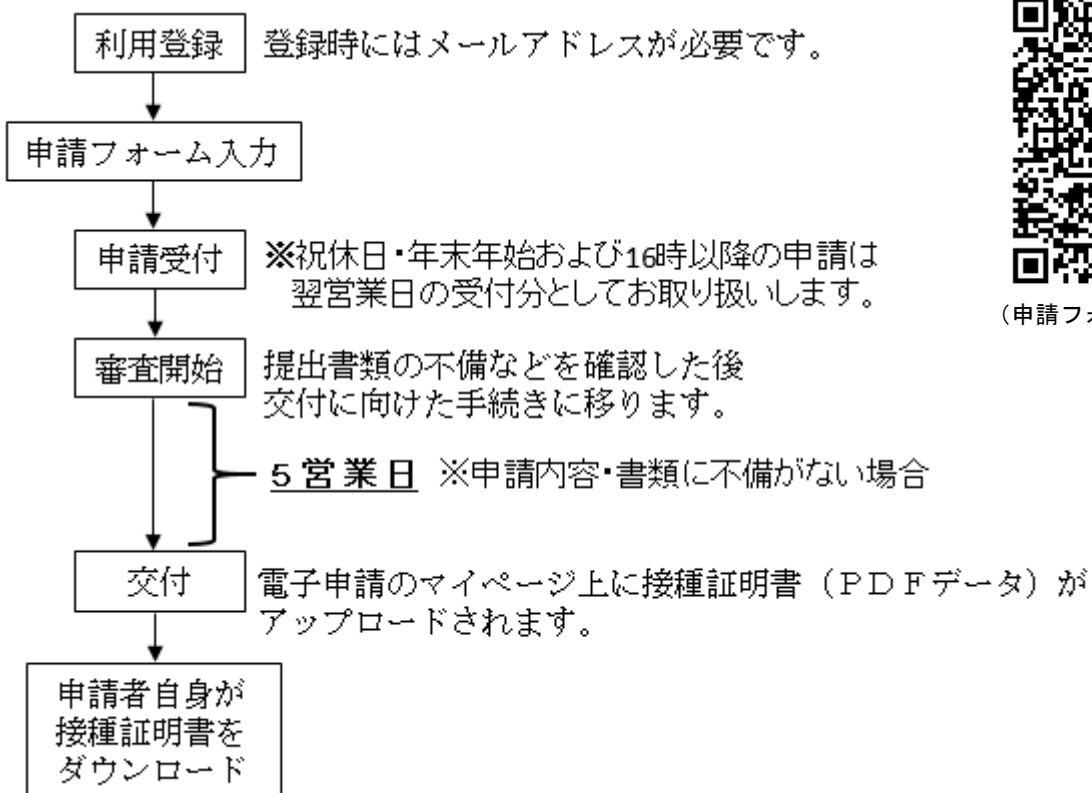 利用登録 登録時にはメールアドレスが必要です。
申請フォーム入力
申請受付 ※祝休日・年末年始および16時以降の申請は
翌営業日の受付分としてお取り扱いします。
(申請フォ
審査開始 提出書類の不備などを確認した後
交付に向けた手続きに移ります。
5営業日 ※申請内容・書類に不備がない場合
交付 電子申請のマイページ上に接種証明書（PDFデータ）が
アップロードされます。
申請者自身が
接種証明書を
ダウンロード